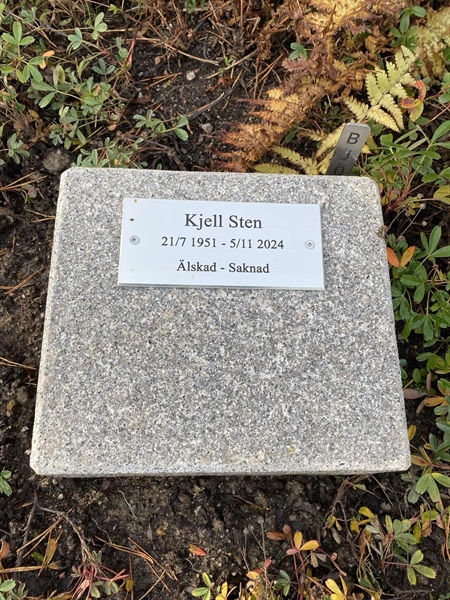 Kjell Sten
21/7 1951 - 5/11 2024
Älskad - Saknad